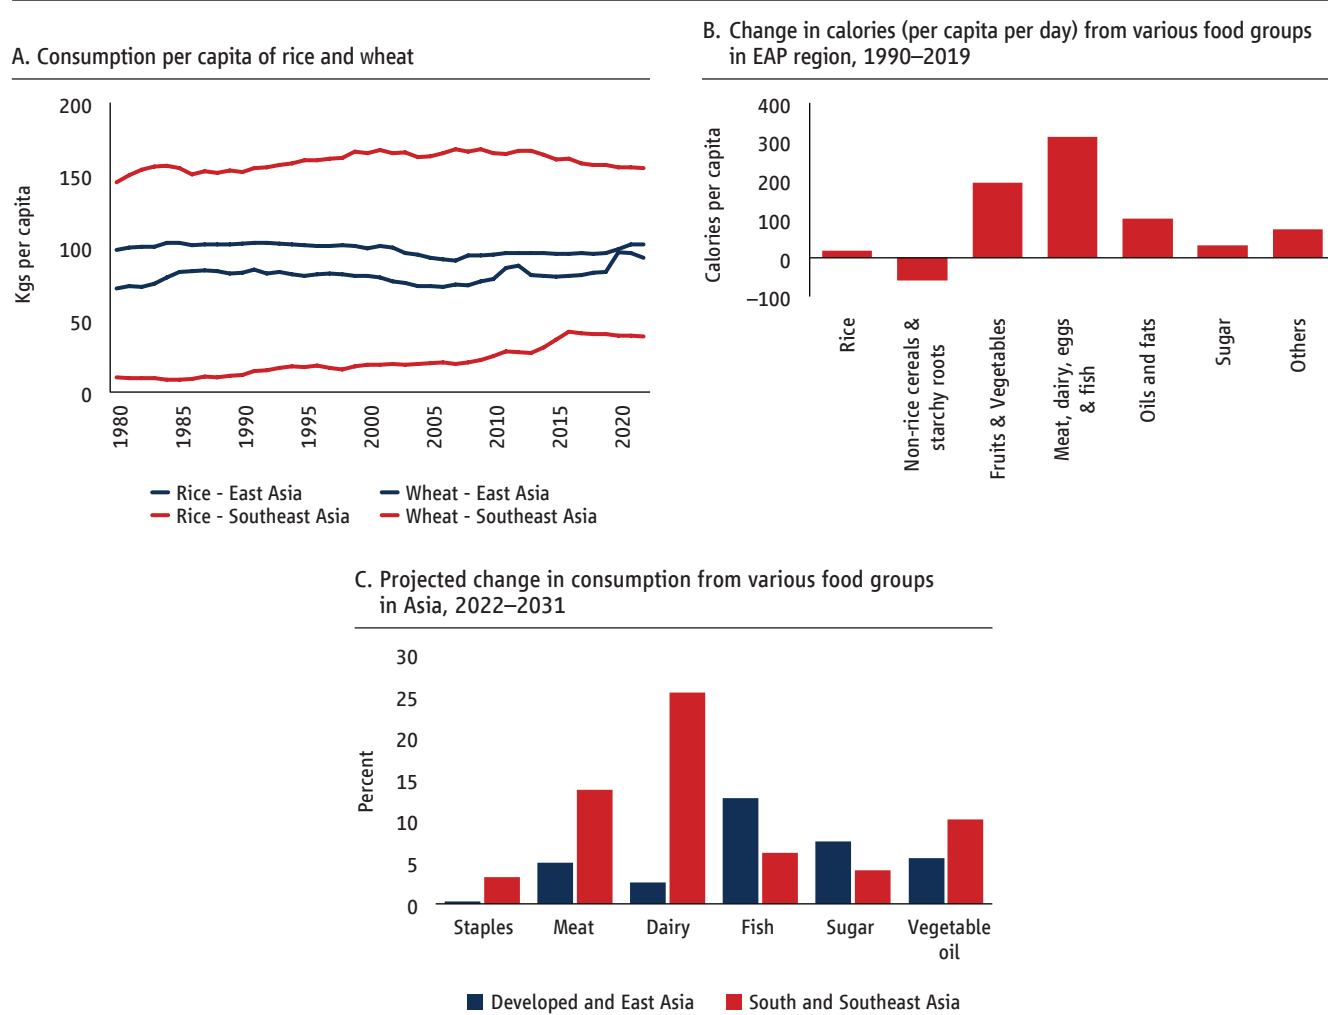 A. Consumption per capita of rice and wheat
Kgs per capita
200
150
100
50
0
1980
1985
1990
1995
2000
2005
2010
2015
2020
Rice - East Asia
Wheat - East Asia
Rice - Southeast Asia
Wheat - Southeast Asia
B. Change in calories (per capita per day) from various food groups
in EAP region, 1990–2019
Calories per capita
400
300
200
100
0
–100
Rice
Non-rice cereals &
starchy roots
Fruits & Vegetables
Meat, dairy, eggs
& fish
Oils and fats
Sugar
Others
C. Projected change in consumption from various food groups
in Asia, 2022–2031
Percent
30
25
20
15
10
5
0
Staples
Meat
Dairy
Fish
Sugar
Vegetable
oil
Developed and East Asia
South and Southeast Asia